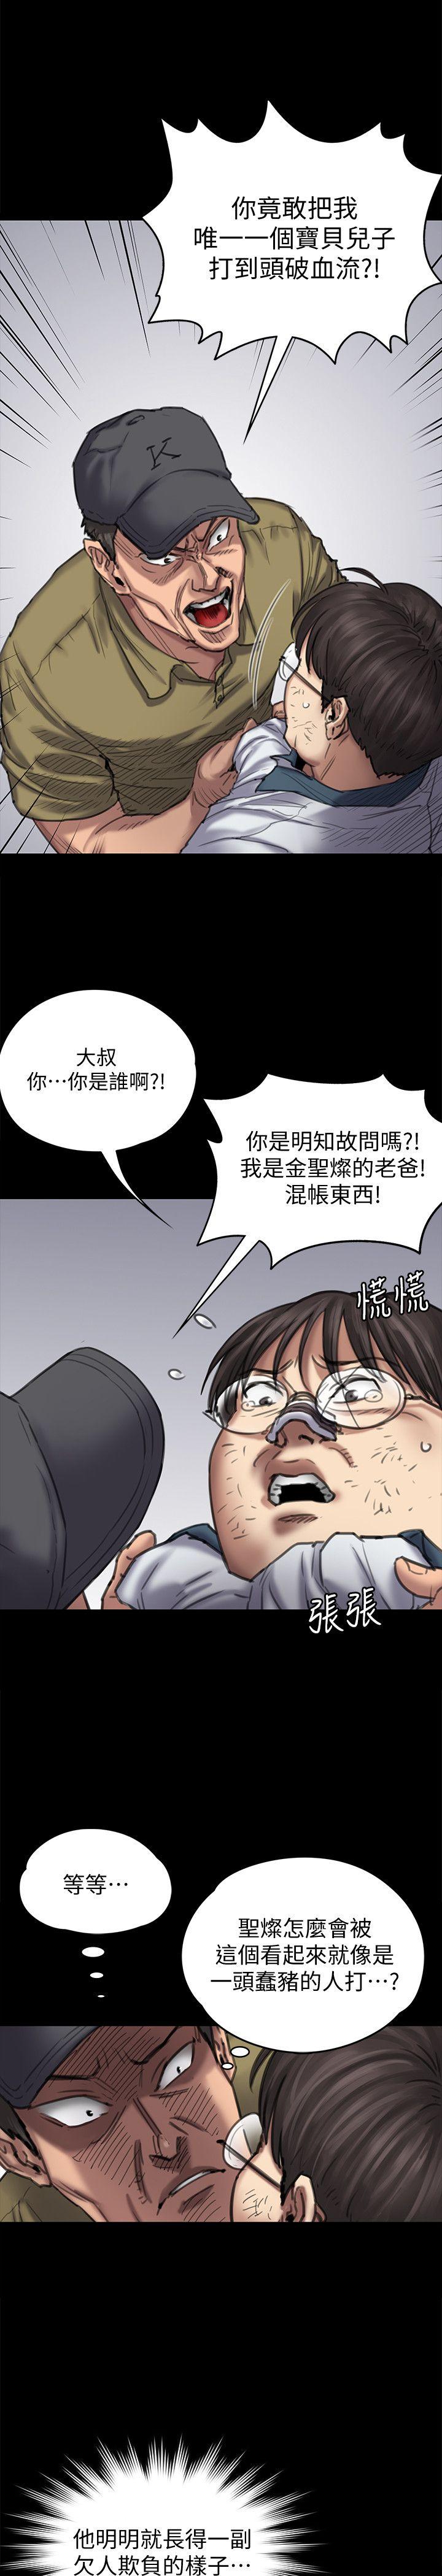 你竟敢把我
唯一一個寶貝兒子
打到頭破血流?!
K
大叔
你…你是誰啊?!
你是明知故問嗎?!
我是金聖燦的老爸!
混帳東西!
慌慌
張張
等等…
聖燦怎麼會被
這個看起來就像是
一頭蠢豬的人打…?
他明明就長得一副
欠人欺負的樣子…